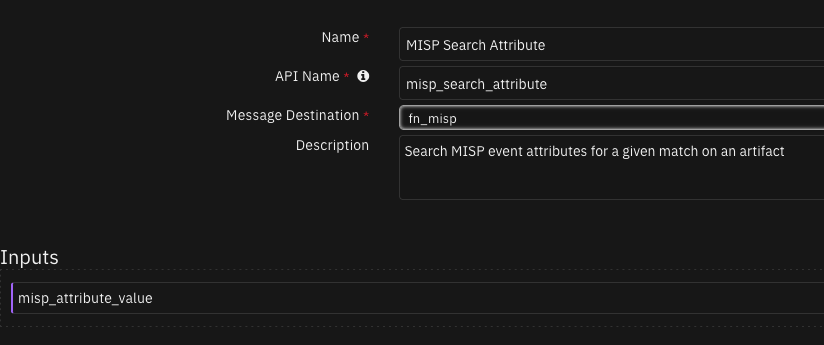 Name *
MISP Search Attribute
API Name *
misp_search_attribute
Message Destination *
fn_misp
Description
Search MISP event attributes for a given match on an artifact
Inputs
misp_attribute_value